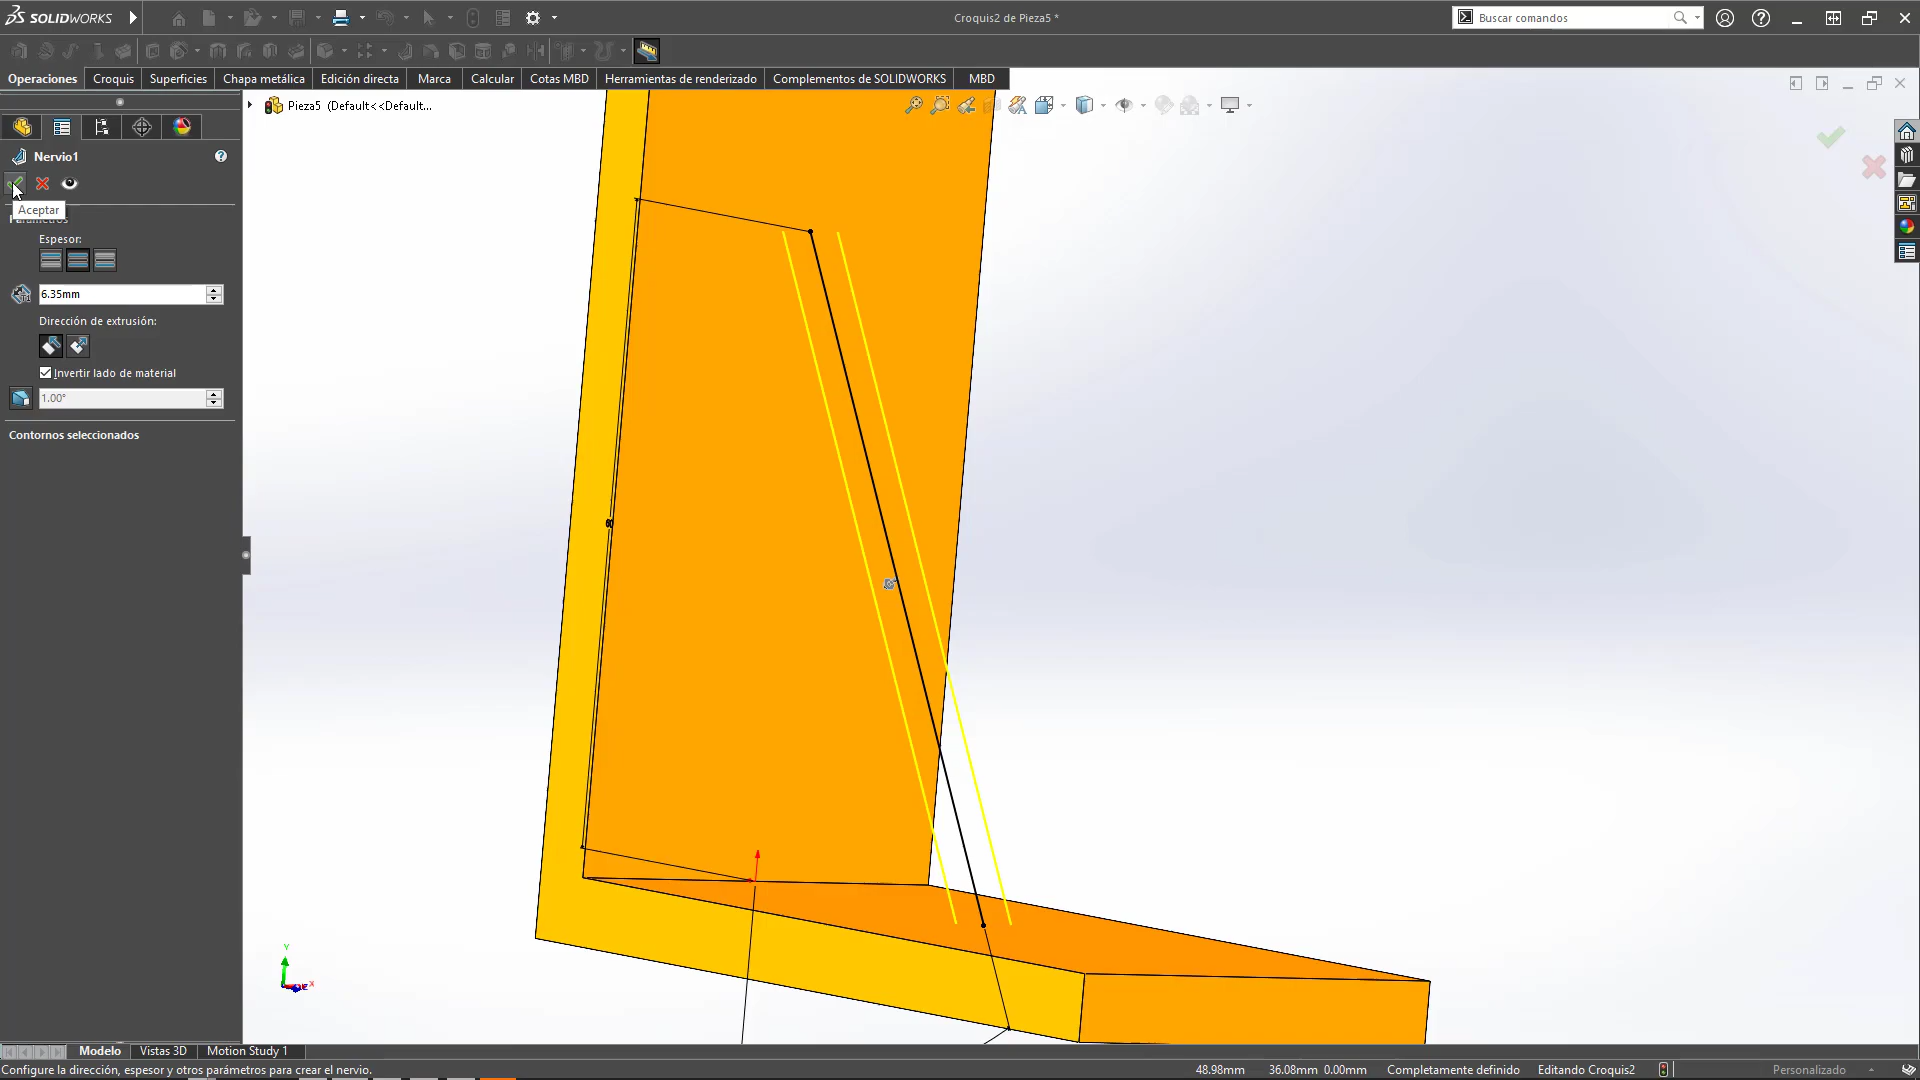 SOLIDWORKS
Croquis2 de Pieza5 *
Buscar comandos
Operaciones
Croquis
Superficies
Chapa metálica
Edición directa
Marca
Calcular
Cotas MBD
Herramientas de renderizado
Complementos de SOLIDWORKS
MBD
Pieza5 (Default<<Default...
Nervio1
Aceptar
Parámetros
Espesor:
6.35mm
Dirección de extrusión:
Invertir lado de material
1.00°
Contornos seleccionados
Y
X
Modelo
Vistas 3D
Motion Study 1
Configure la dirección, espesor y otros parámetros para crear el nervio.
48.98mm
36.08mm 0.00mm
Completamente definido
Editando Croquis2
Personalizado